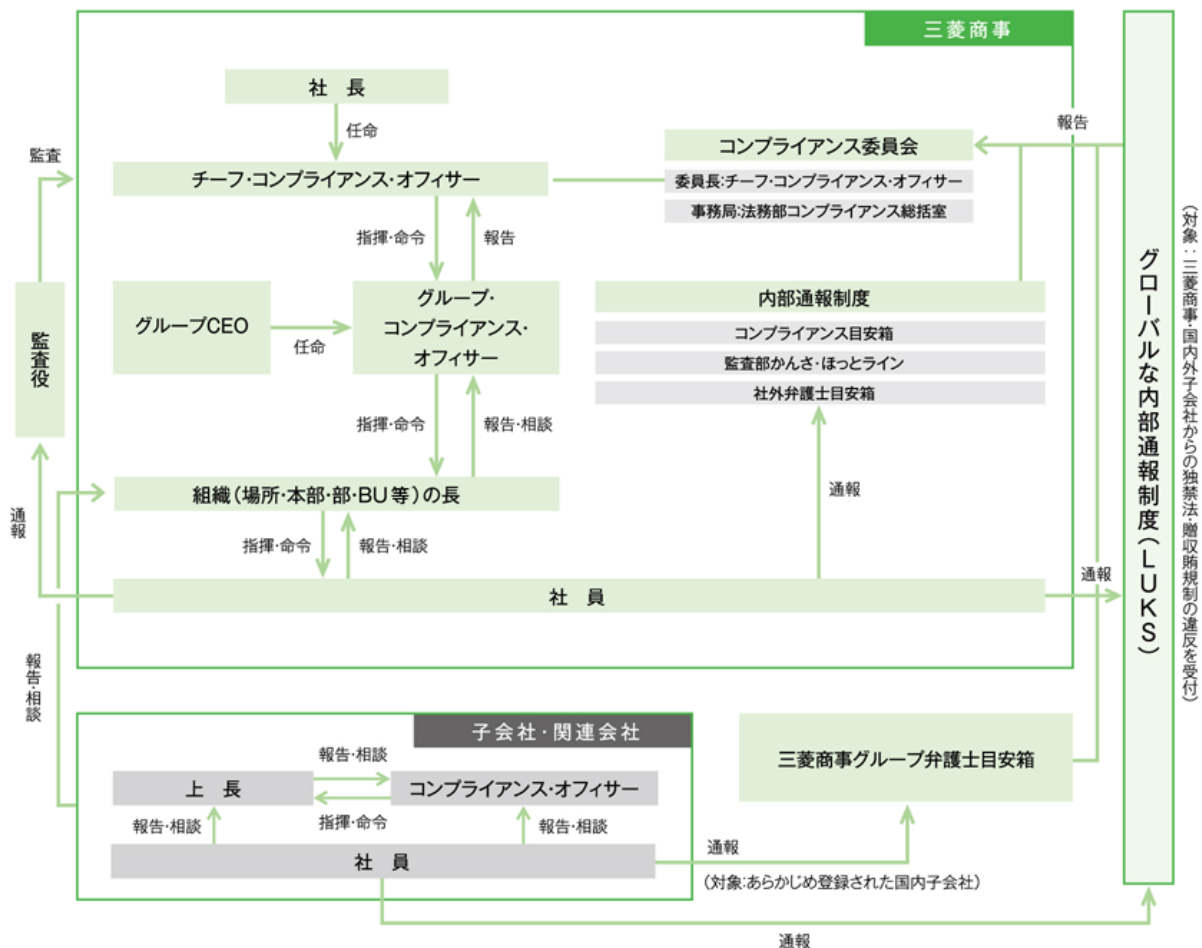 三菱商事
社　長
任命
報告
監査
コンプライアンス委員会
チーフ・コンプライアンス・オフィサー
委員長:チーフ・コンプライアンス・オフィサー
事務局:法務部コンプライアンス総括室
指揮・命令
報告
グループCEO
任命
グループ・
コンプライアンス・
オフィサー
内部通報制度
コンプライアンス目安箱
監査部かんさ・ほっとライン
社外弁護士目安箱
監査役
指揮・命令
報告・相談
通報
組織(場所・本部・部・BU等)の長
通報
指揮・命令
報告・相談
社　員
通報
グローバルな内部通報制度(LUKS)
(対象:三菱商事・国内外子会社からの独禁法・贈収賄規制の違反を受付)
報告・相談
子会社・関連会社
報告・相談
上　長
コンプライアンス・オフィサー
指揮・命令
報告・相談
報告・相談
社　員
三菱商事グループ弁護士目安箱
通報
(対象:あらかじめ登録された国内子会社)
通報